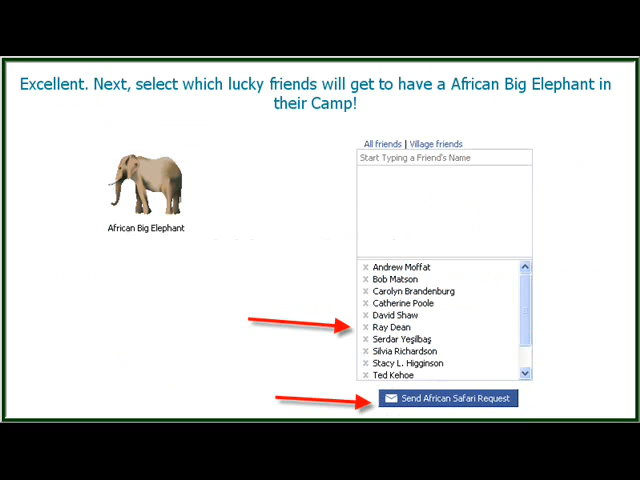 Excellent. Next, select which lucky friends will get to have a African Big Elephant in
their Camp!
All friends | Village friends
Start Typing a Friend's Name
African Big Elephant
Andrew Moffat
Bob Matson
Carolyn Brandenburg
Catherine Poole
David Shaw
Ray Dean
Serdar Yeşilbaş
Silvia Richardson
Stacy L. Higginson
Ted Kehoe
Send African Safari Request